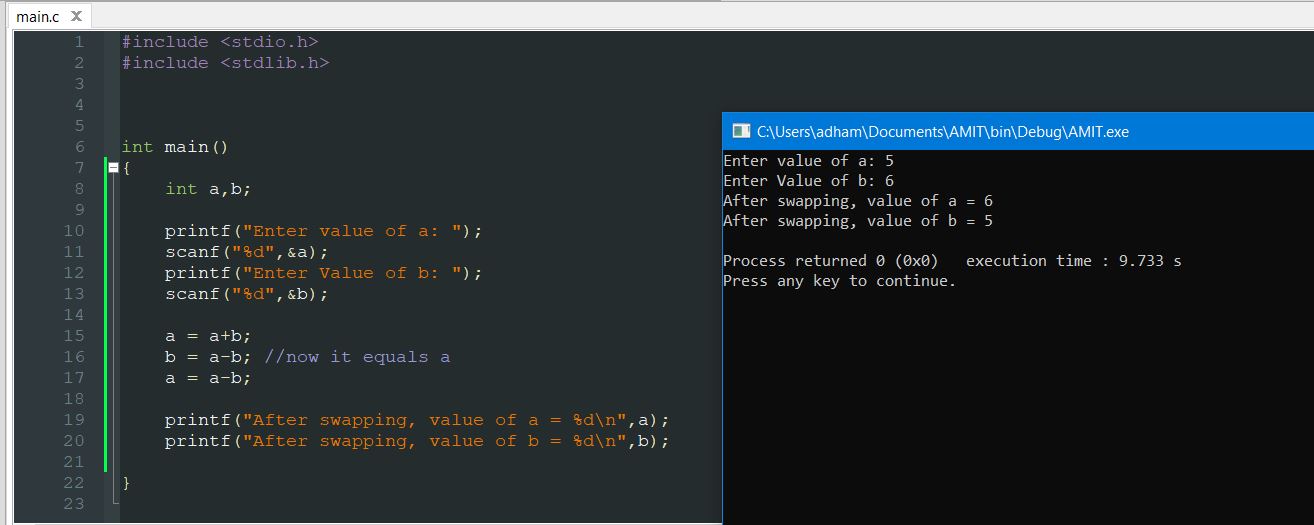 main.c X
1 #include <stdio.h>
2 #include <stdlib.h>
3
4
5
6 int main()
7 {
8 int a,b;
9
10 printf("Enter value of a: ");
11 scanf("%d",&a);
12 printf("Enter Value of b: ");
13 scanf("%d",&b);
14
15 a = a+b;
16 b = a-b; //now it equals a
17 a = a-b;
18
19 printf("After swapping, value of a = %d\n",a);
20 printf("After swapping, value of b = %d\n",b);
21
22 }
23
C:\Users\adham\Documents\AMIT\bin\Debug\AMIT.exe
Enter value of a: 5
Enter Value of b: 6
After swapping, value of a = 6
After swapping, value of b = 5
Process returned 0 (0x0) execution time : 9.733 s
Press any key to continue.